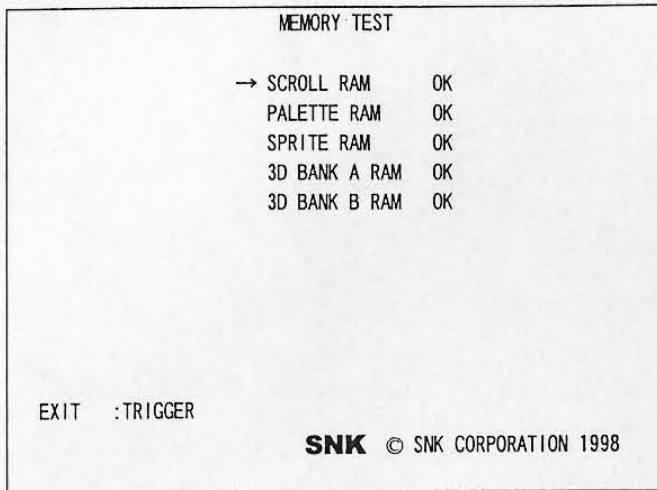 MEMORY TEST
→ SCROLL RAM OK
PALETTE RAM OK
SPRITE RAM OK
3D BANK A RAM OK
3D BANK B RAM OK
EXIT :TRIGGER
SNK © SNK CORPORATION 1998